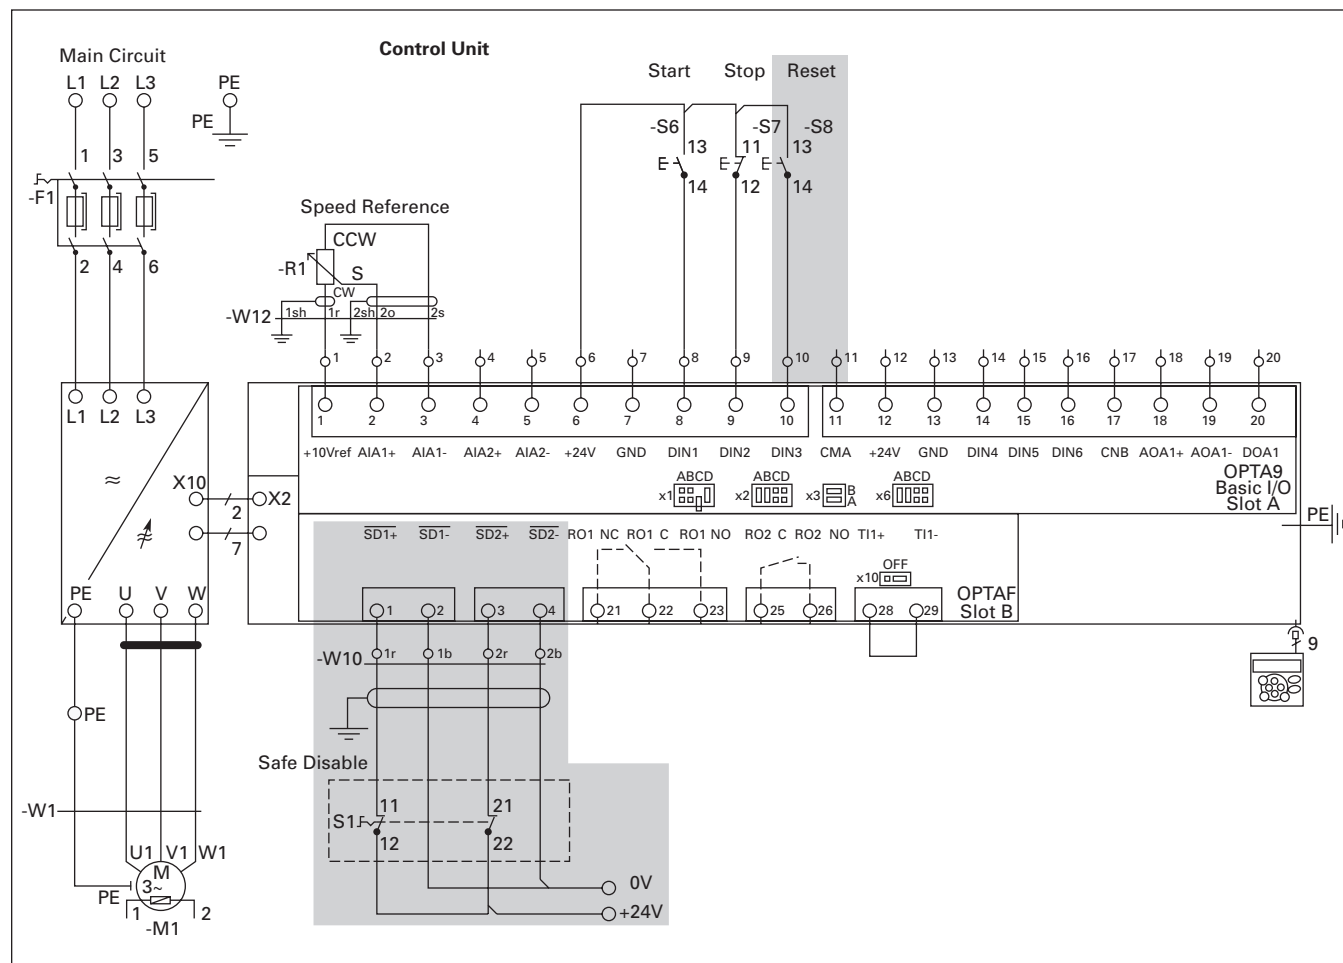 Main Circuit
Control Unit
L1 L2 L3 PE
PE
Start Stop Reset
-S6 -S7 -S8
13 11 13
14 12 14
1 3 5
-F1
2 4 6
Speed Reference
CCW
-R1 S
CW
-W12 1sh 1r 2sh 2o 2s
1 2 3 4 5 6 7 8 9 10 11 12 13 14 15 16 17 18 19 20
L1 L2 L3
1 2 3 4 5 6 7 8 9 10 11 12 13 14 15 16 17 18 19 20
+10Vref AIA1+ AIA1- AIA2+ AIA2- +24V GND DIN1 DIN2 DIN3 CMA +24V GND DIN4 DIN5 DIN6 CNB AOA1+ AOA1- DOA1
ABCD ABCD ABCD
x1 x2 x3 B A x6
OPTA9
Basic I/O
Slot A
≈
X10 X2
2
7
PE
SD1+ SD1- SD2+ SD2- RO1 NC RO1 C RO1 NO RO2 C RO2 NO TI1+ TI1-
OFF
x10
OPTAF
Slot B
PE U V W
1 2 3 4 21 22 23 25 26 28 29
9
-W10 1r 1b 2r 2b
PE
Safe Disable
11 21
S1
12 22
-W1
U1 V1 W1
M
3~
PE
1 2
-M1
0V
+24V